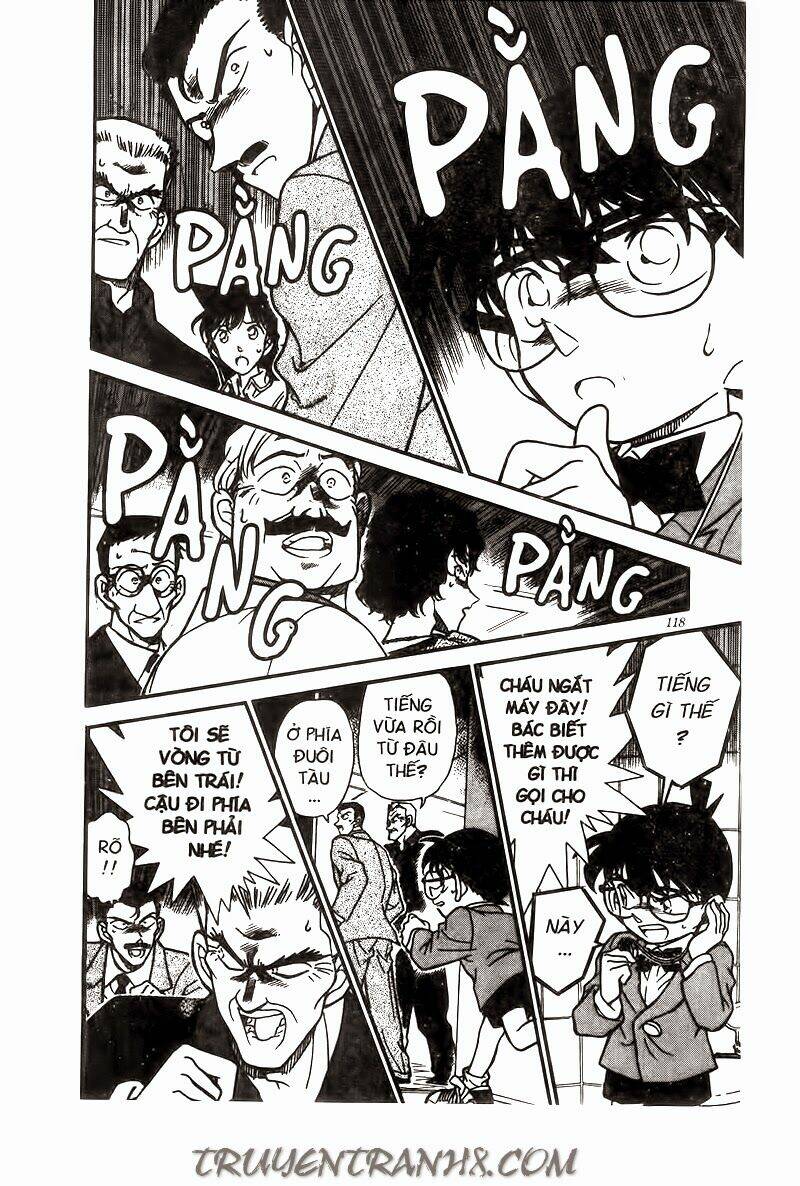 PẰNG
PẰNG
PẰNG
PẰNG
118
TIẾNG
GÌ THẾ
?
CHÁU NGẮT
MÁY ĐÂY!
BÁC BIẾT
THÊM ĐƯỢC
GÌ THÌ
GỌI CHO
CHÁU!
NÀY
...
TIẾNG
VỪA RỒI
TỪ ĐÂU
THẾ?
Ở PHÍA
ĐUÔI
TÀU
...
TÔI SẼ
VÒNG TỪ
BÊN TRÁI!
CẬU ĐI PHÍA
BÊN PHẢI
NHÉ!
RÕ
!!
TRUYENTRANH8.COM